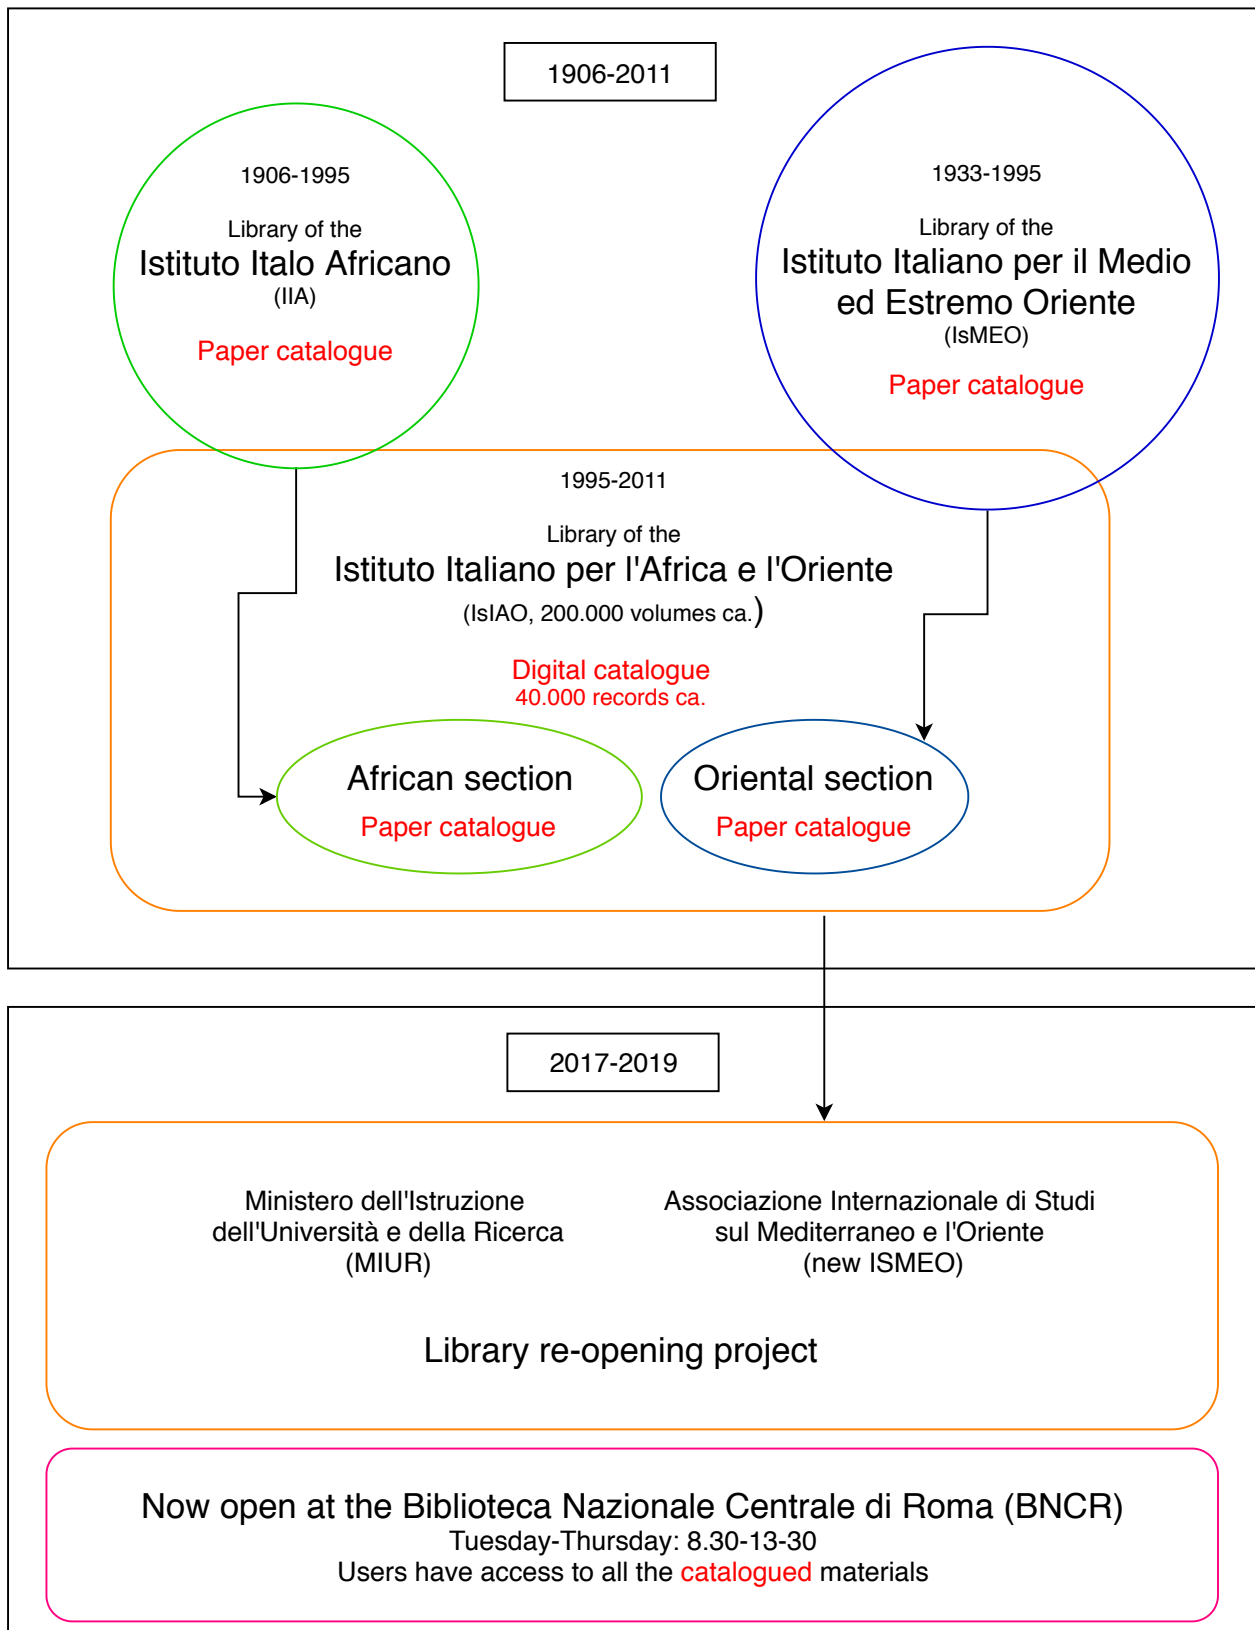 1906-2011
1906-1995
Library of the
Istituto Italo Africano
(IIA)
Paper catalogue
1933-1995
Library of the
Istituto Italiano per il Medio
ed Estremo Oriente
(IsMEO)
Paper catalogue
1995-2011
Library of the
Istituto Italiano per l'Africa e l'Oriente
(IsIAO, 200.000 volumes ca.)
Digital catalogue
40.000 records ca.
African section
Paper catalogue
Oriental section
Paper catalogue
2017-2019
Ministero dell'Istruzione
dell'Università e della Ricerca
(MIUR)
Associazione Internazionale di Studi
sul Mediterraneo e l'Oriente
(new ISMEO)
Library re-opening project
Now open at the Biblioteca Nazionale Centrale di Roma (BNCR)
Tuesday-Thursday: 8.30-13-30
Users have access to all the catalogued materials